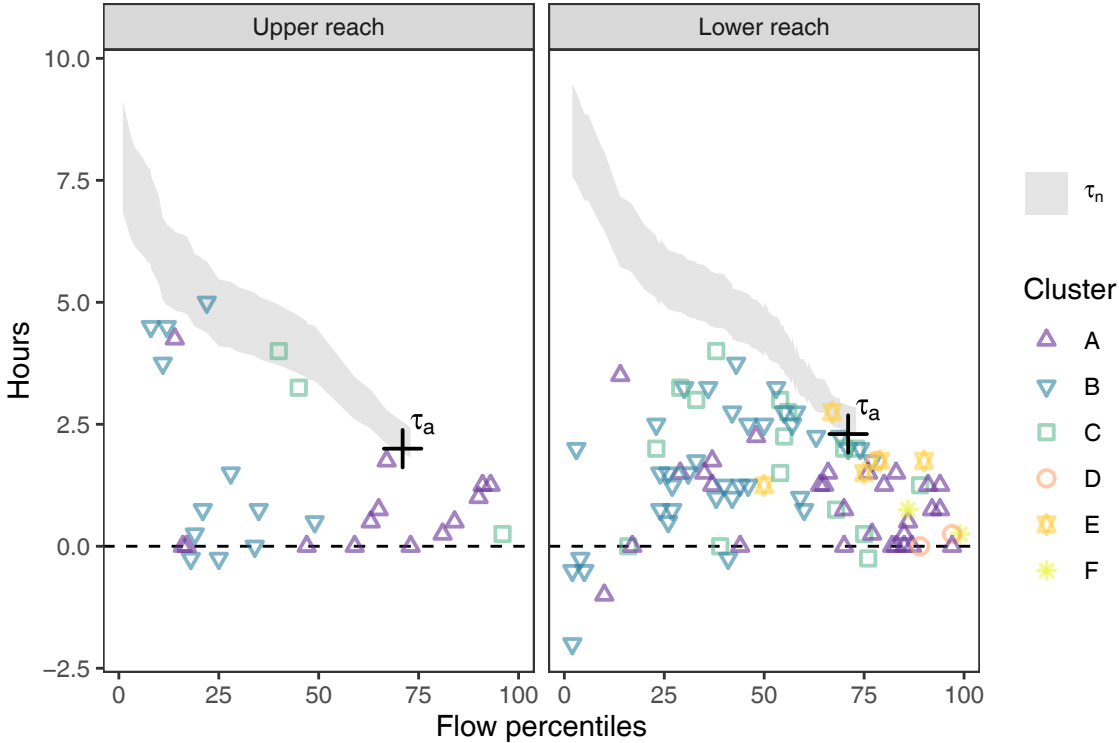 Upper reach
Lower reach
10.0
7.5
5.0
2.5
0.0
−2.5
Hours
τa
τa
0
25
50
75
100
0
25
50
75
100
Flow percentiles
τn
Cluster
A
B
C
D
E
F